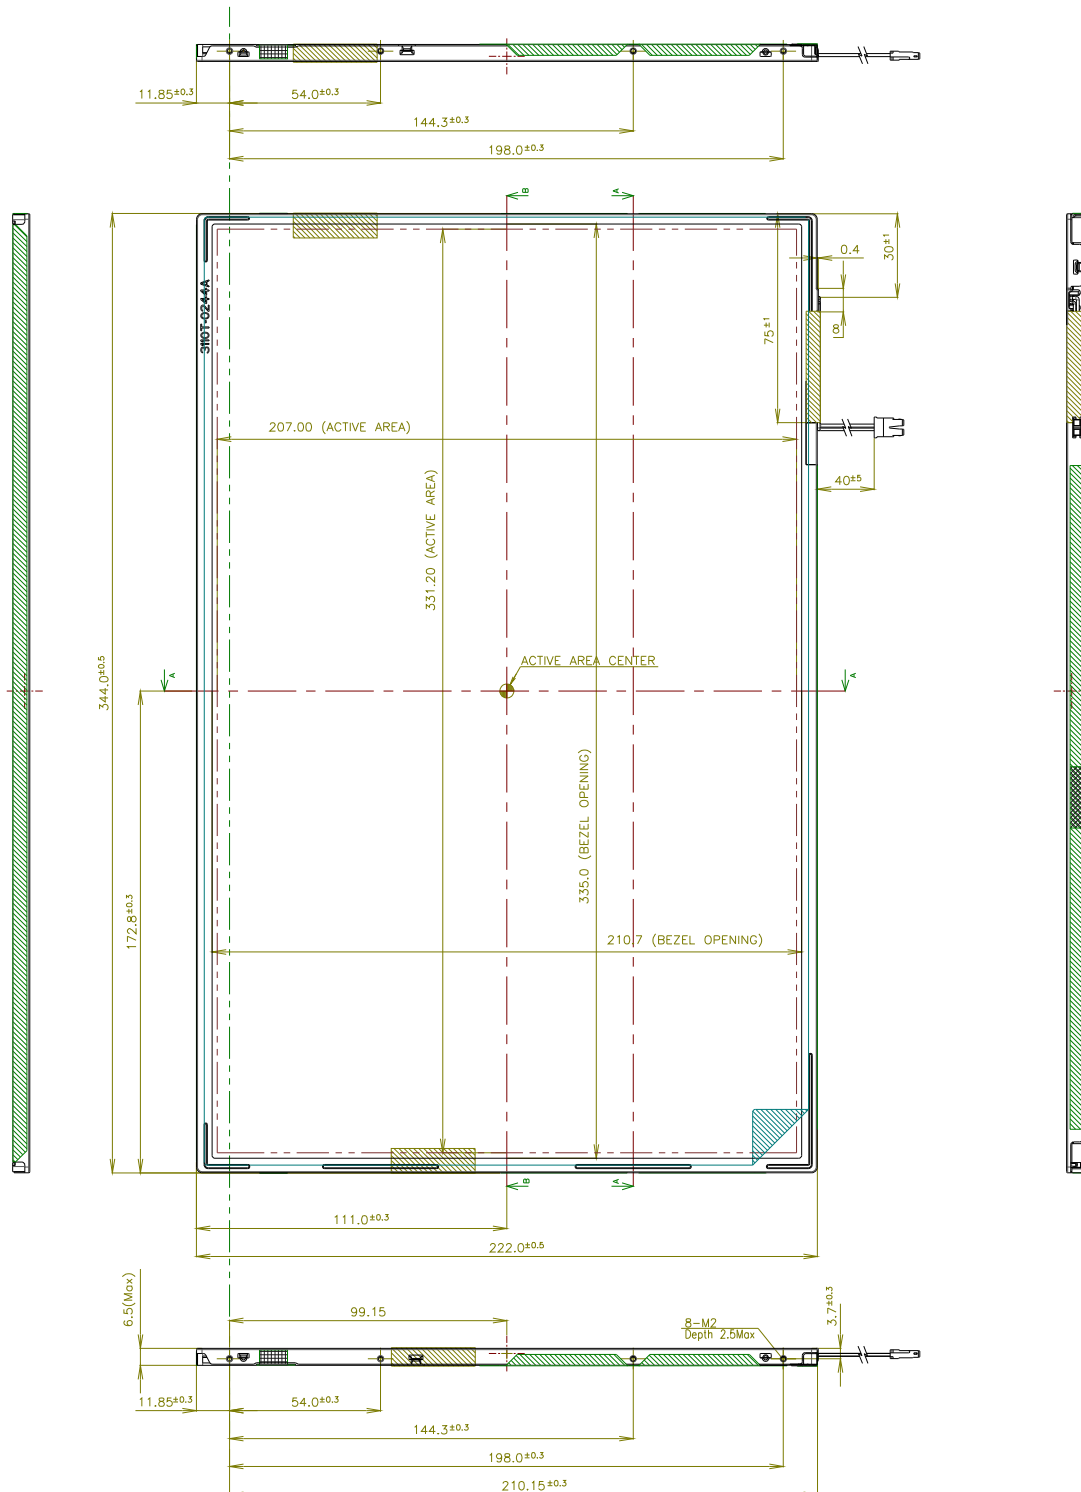 11.85±0.3
54.0±0.3
144.3±0.3
198.0±0.3
B
A
30±1
0.4
8
75±1
3110T-0244A
207.00 (ACTIVE AREA)
331.20 (ACTIVE AREA)
40±5
344.0±0.5
ACTIVE AREA CENTER
A
A
172.8±0.3
335.0 (BEZEL OPENING)
210.7 (BEZEL OPENING)
B
A
111.0±0.3
222.0±0.5
6.5(Max)
99.15
8-M2
Depth 2.5Max
3.7±0.3
11.85±0.3
54.0±0.3
144.3±0.3
198.0±0.3
210.15±0.3